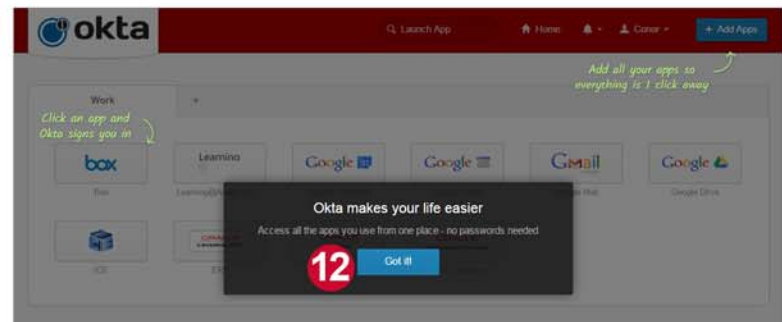 okta
Launch App
Home
Conor
+ Add Apps
Add all your apps so
everything is 1 click away
Work
+
Click an app and
Okta signs you in
box
Learning
Google
Google
Gmail
Google
Box
Google Drive
Okta makes your life easier
Access all the apps you use from one place - no passwords needed
12
Got it!
ICE